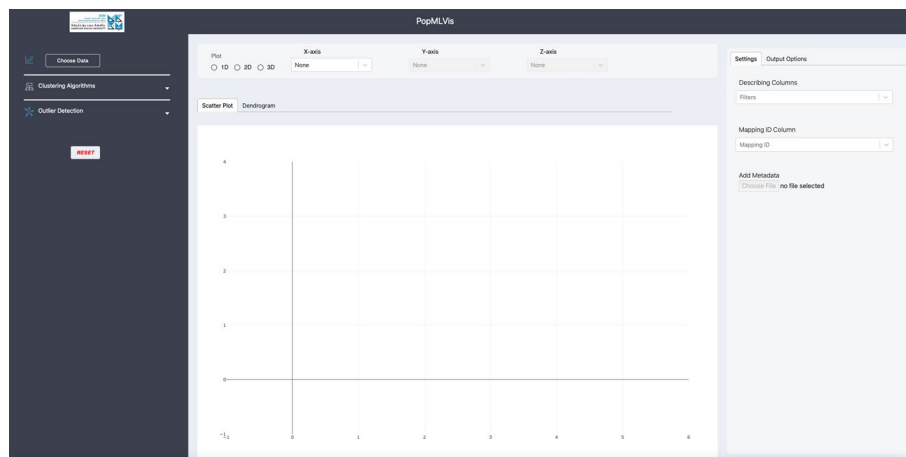 PopMLVis
Choose Data
Clustering Algorithms
Outlier Detection
RESET
Plot
1D 2D 3D
X-axis
None
Y-axis
None
Z-axis
None
Scatter Plot Dendrogram
4
3
2
1
0
−1
−1 0 1 2 3 4 5 6
Settings Output Options
Describing Columns
Filters
Mapping ID Column
Mapping ID
Add Metadata
Choose File no file selected